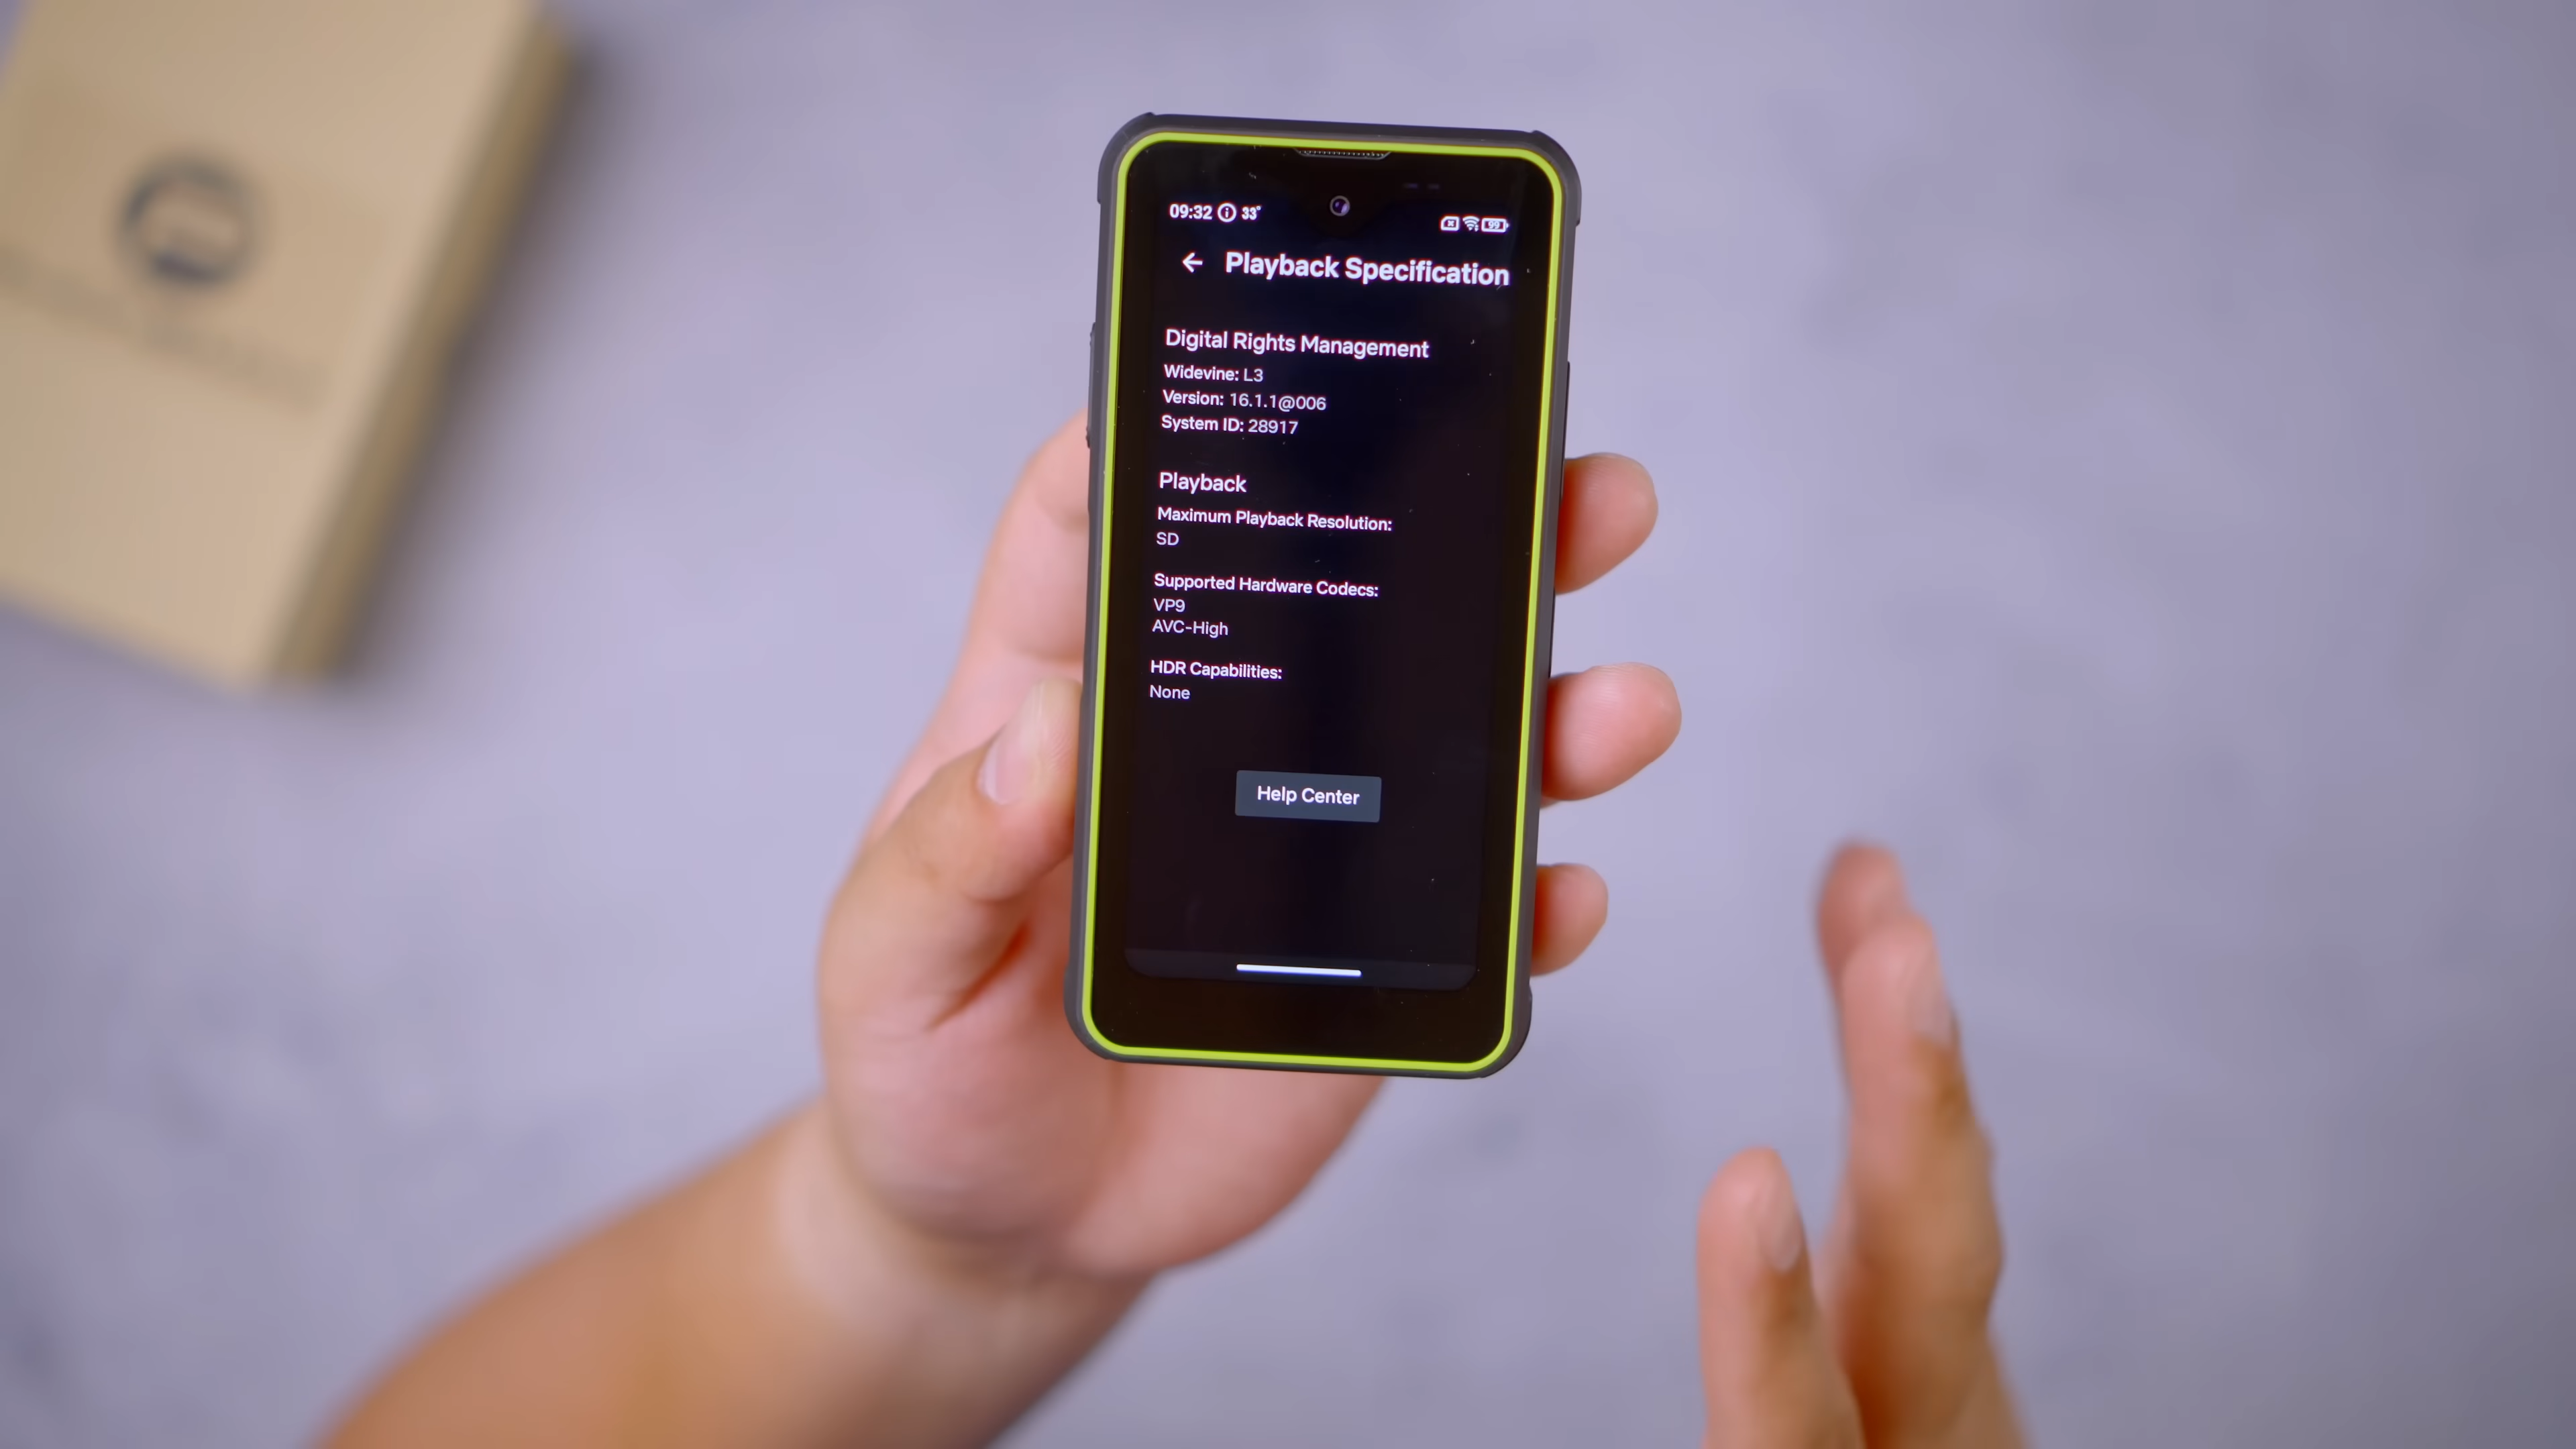 09:32 33°
99
Playback Specification
Digital Rights Management
Widevine: L3
Version: 16.1.1@006
System ID: 28917
Playback
Maximum Playback Resolution:
SD
Supported Hardware Codecs:
VP9
AVC-High
HDR Capabilities:
None
Help Center